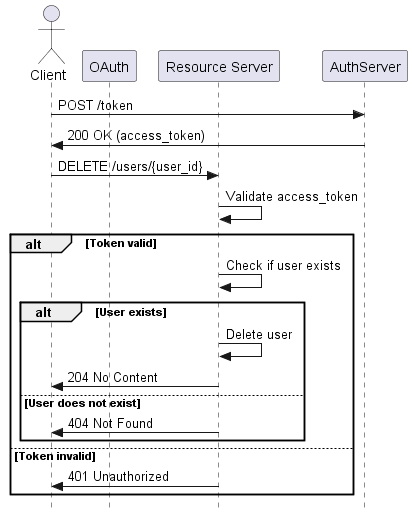 Client
OAuth
Resource Server
AuthServer
POST /token
200 OK (access_token)
DELETE /users/{user_id}
Validate access_token
alt [Token valid]
Check if user exists
alt [User exists]
Delete user
204 No Content
[User does not exist]
404 Not Found
[Token invalid]
401 Unauthorized